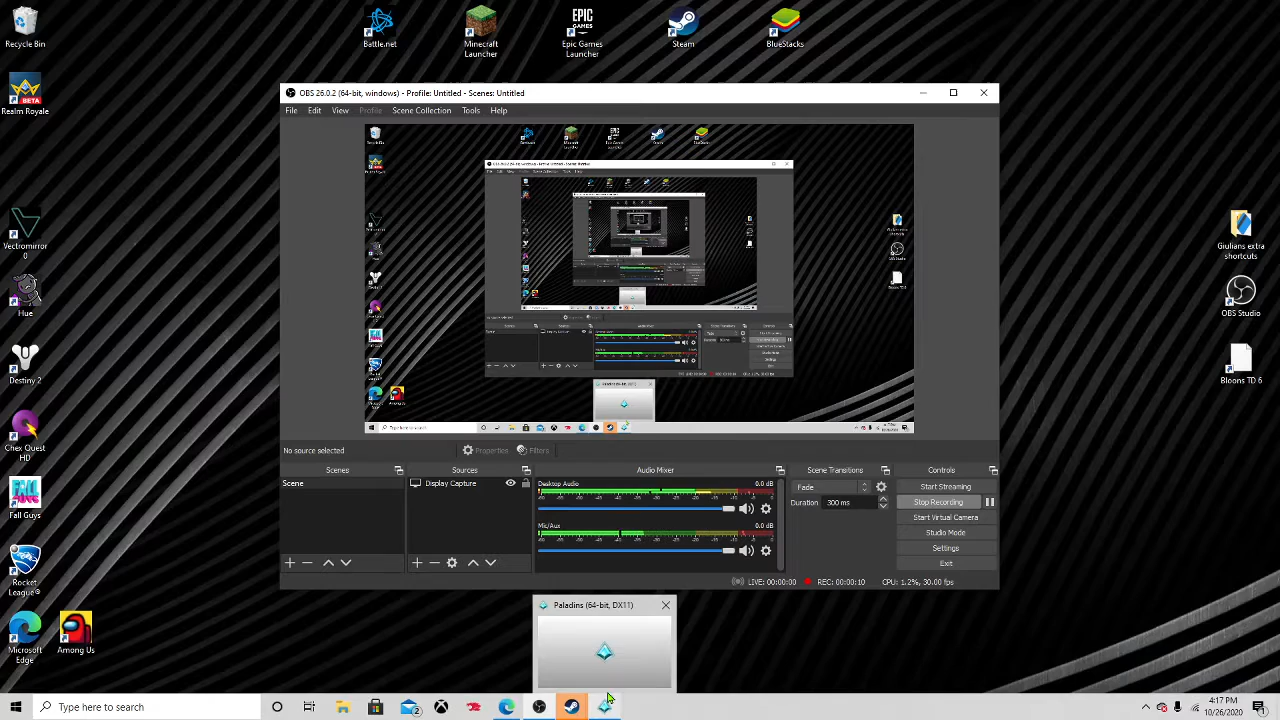 Recycle Bin
Battle.net
Minecraft
Launcher
Epic Games
Launcher
Steam
BlueStacks
Realm Royale
Vectormirror
0
Hue
Destiny 2
Chex Quest
HD
Fall Guys
Rocket
League®
Microsoft
Edge
Among Us
Giulians extra
shortcuts
OBS Studio
Bloons TD 6
OBS 26.0.2 (64-bit, windows) - Profile: Untitled - Scenes: Untitled
File Edit View Profile Scene Collection Tools Help
No source selected
Properties Filters
Scenes
Scene
Sources
Display Capture
Audio Mixer
Desktop Audio 0.0 dB
Mic/Aux 0.0 dB
Scene Transitions
Fade
Duration 300 ms
Controls
Start Streaming
Stop Recording
Start Virtual Camera
Studio Mode
Settings
Exit
LIVE: 00:00:00 REC: 00:00:10 CPU: 1.2%, 30.00 fps
Paladins (64-bit, DX11)
Type here to search
4:17 PM
10/26/2020